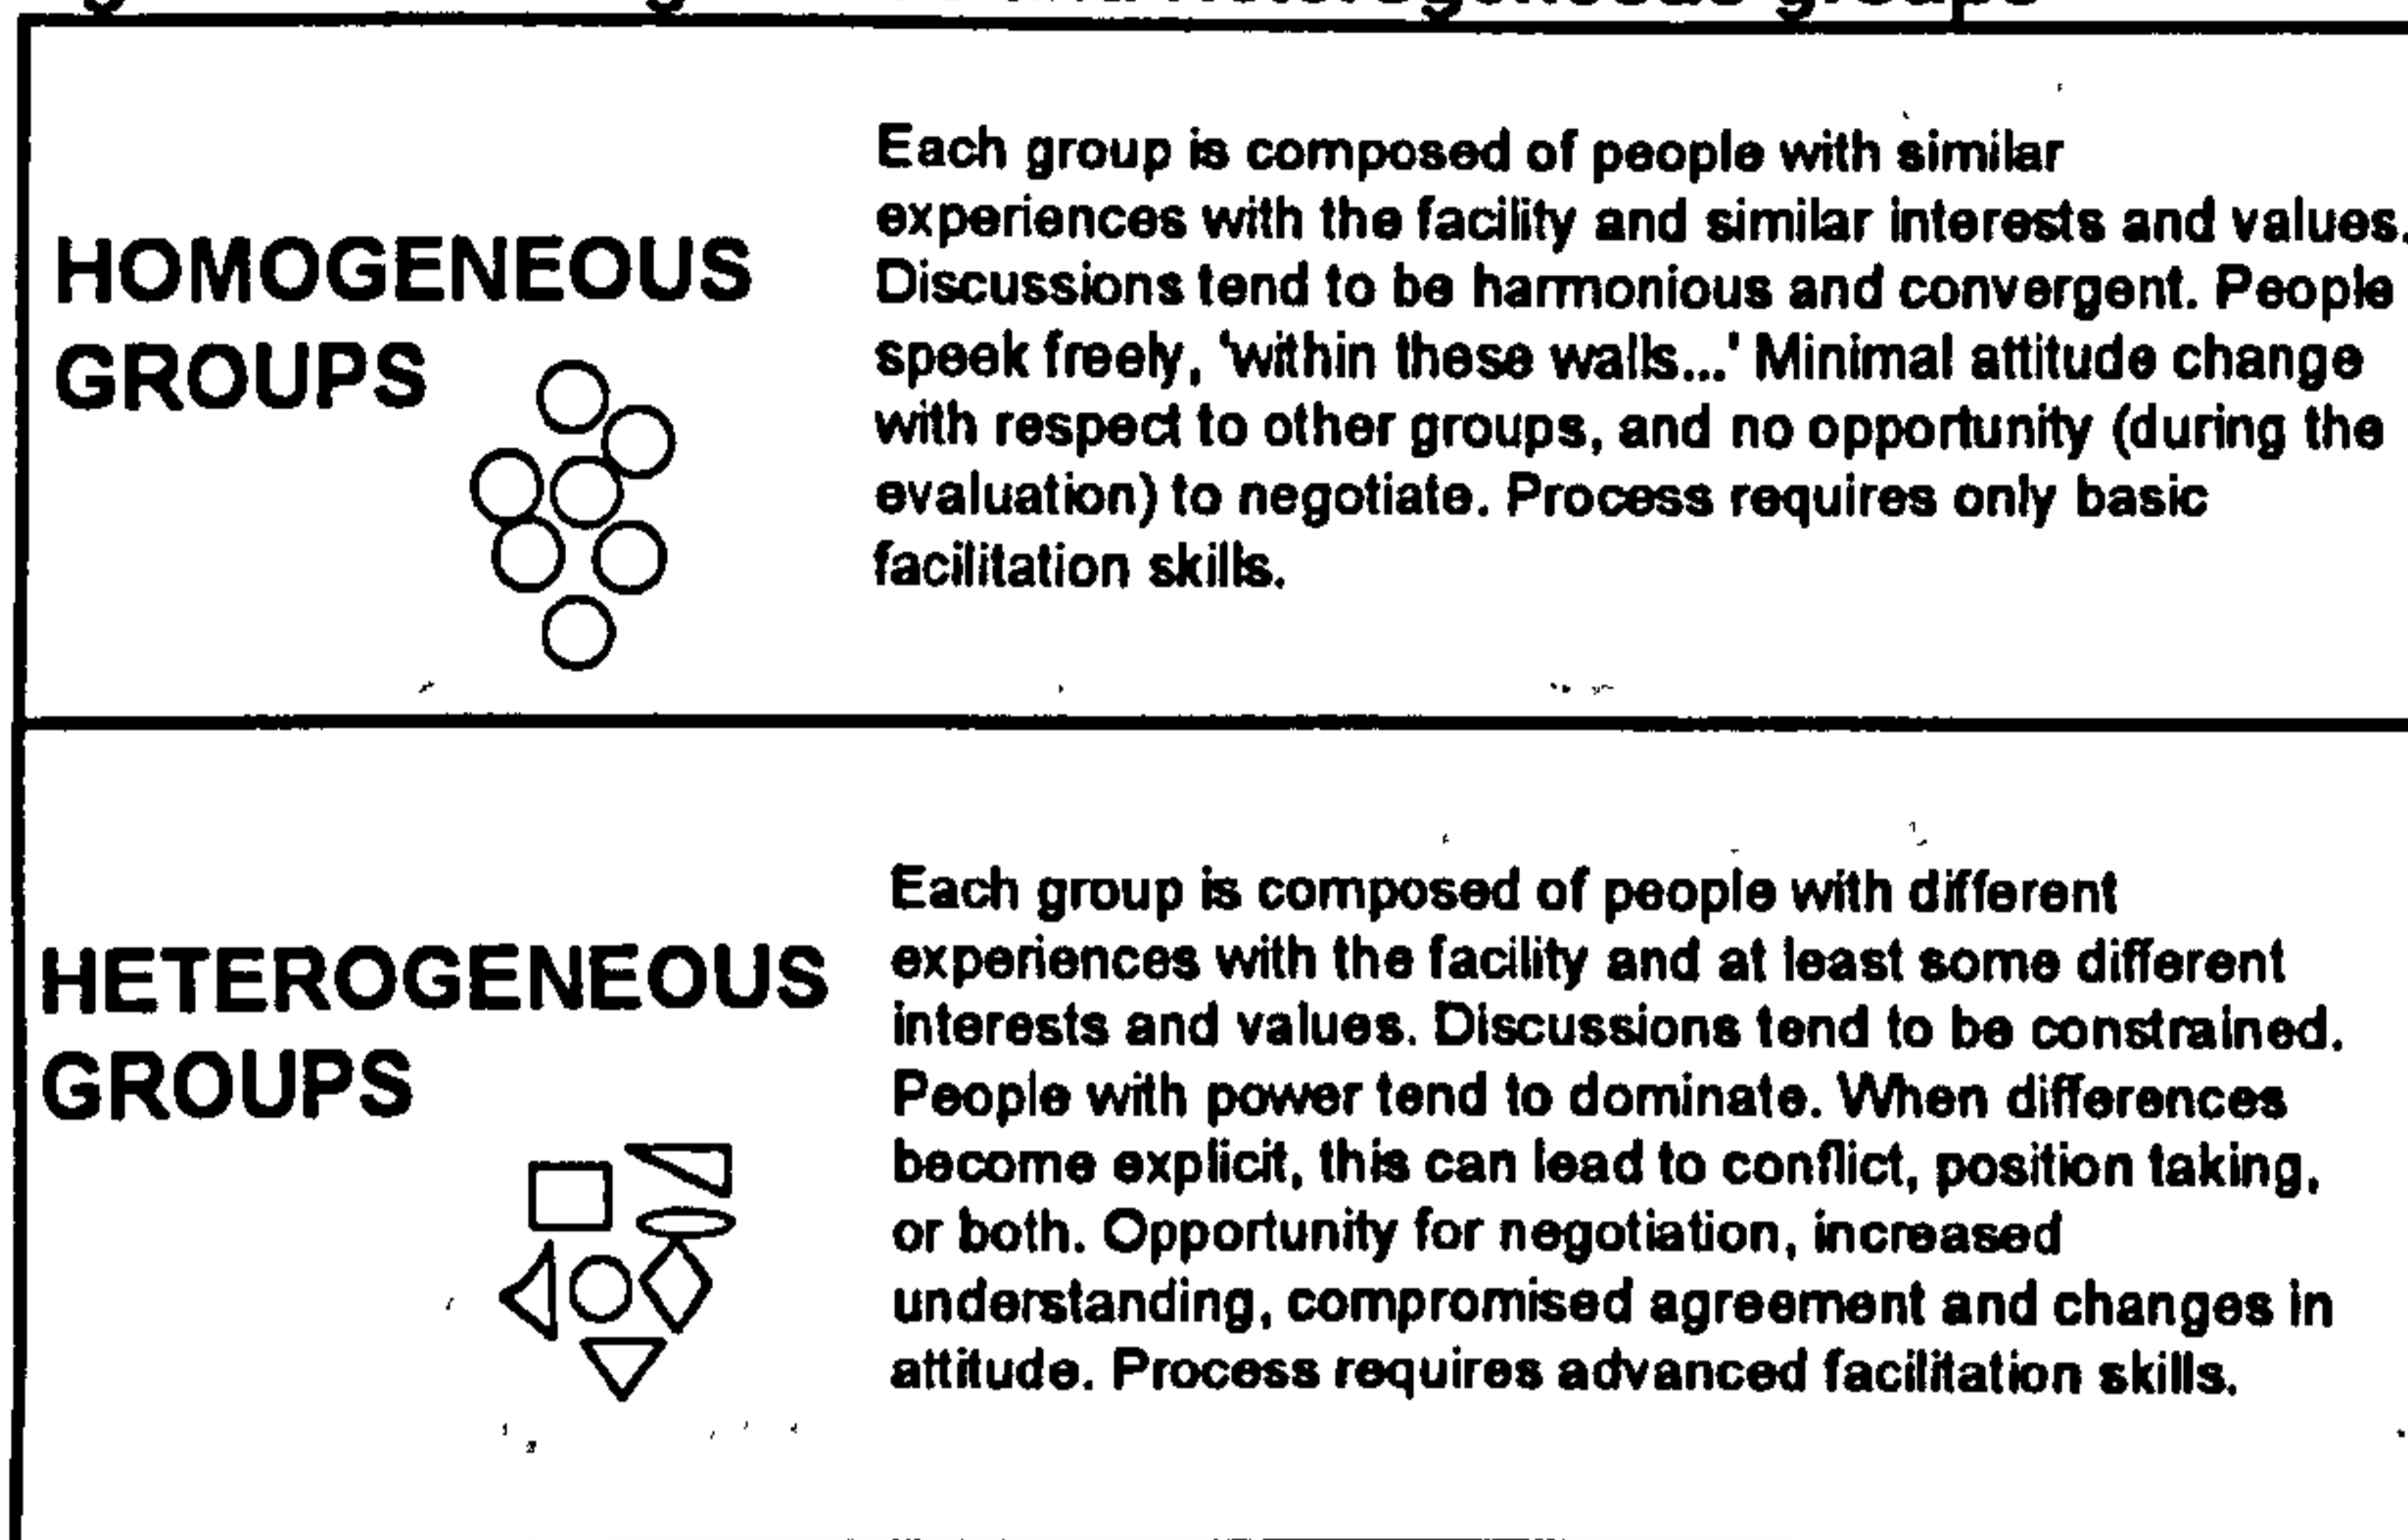 and heterogeneous groups
HOMOGENEOUS
GROUPS
Each group is composed of people with similar
experiences with the facility and similar interests and values.
Discussions tend to be harmonious and convergent. People
speek freely, 'within these walls...' Minimal attitude change
with respect to other groups, and no opportunity (during the
evaluation) to negotiate. Process requires only basic
facilitation skills.
HETEROGENEOUS
GROUPS
Each group is composed of people with different
experiences with the facility and at least some different
interests and values. Discussions tend to be constrained.
People with power tend to dominate. When differences
become explicit, this can lead to conflict, position taking,
or both. Opportunity for negotiation, increased
understanding, compromised agreement and changes in
attitude. Process requires advanced facilitation skills.